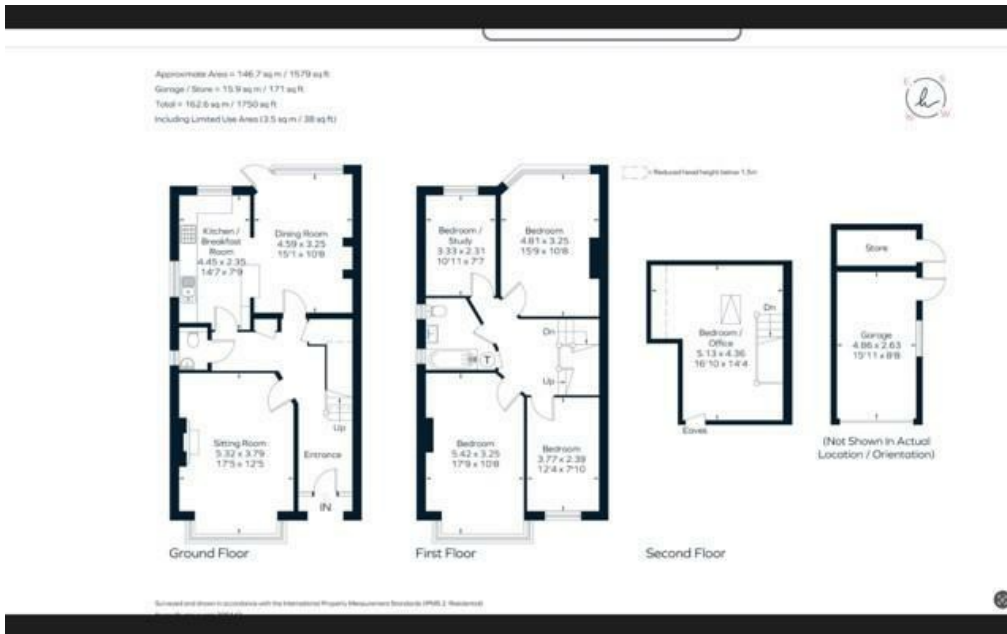 Approximate Area = 146.7 sq m / 1579 sq ft
Garage / Store = 15.9 sq m / 171 sq ft
Total = 162.6 sq m / 1750 sq ft
Including Limited Use Area (3.5 sq m / 38 sq ft)
E
S
N
W
= Reduced head height below 1.5m
Kitchen /
Breakfast
Room
4.45 x 2.35
14'7 x 7'9
Dining Room
4.59 x 3.25
15'1 x 10'8
Sitting Room
5.32 x 3.79
17'5 x 12'5
Up
Entrance
IN
Ground Floor
Bedroom /
Study
3.33 x 2.31
10'11 x 7'7
Bedroom
4.81 x 3.25
15'9 x 10'8
Dn
Up
T
Bedroom
5.42 x 3.25
17'9 x 10'8
Bedroom
3.77 x 2.39
12'4 x 7'10
First Floor
Bedroom /
Office
5.13 x 4.36
16'10 x 14'4
Dn
Eaves
Second Floor
Store
Garage
4.86 x 2.63
15'11 x 8'8
(Not Shown In Actual
Location / Orientation)
Surveyed and drawn in accordance with the International Property Measurement Standards (IPMS 2: Residential)